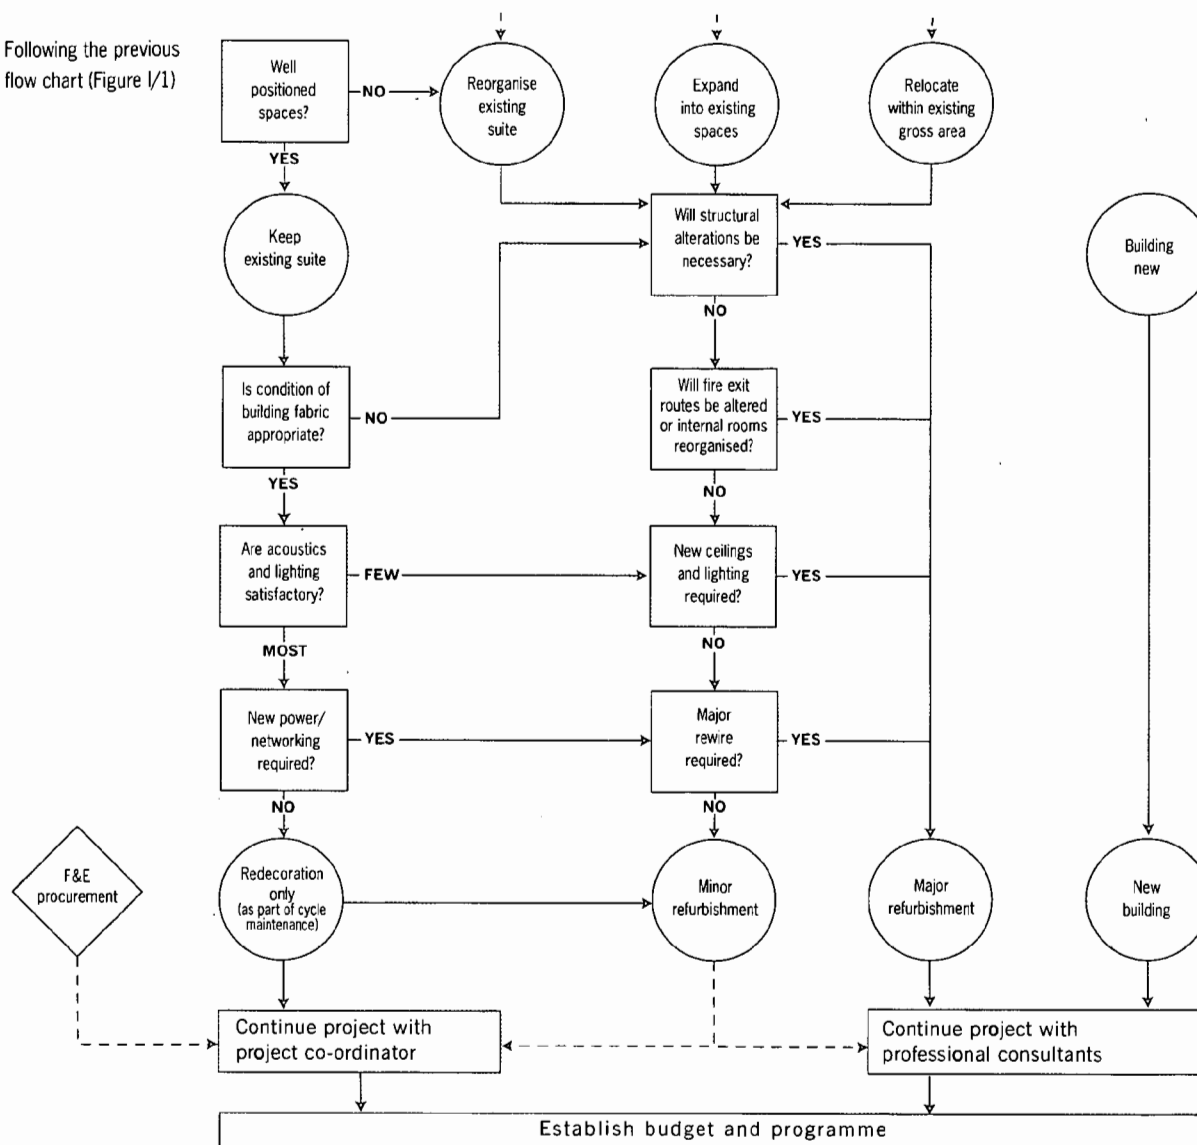 Following the previous
flow chart (Figure I/1)
Well
positioned
spaces?
NO
Reorganise
existing
suite
Expand
into existing
spaces
Relocate
within existing
gross area
YES
Keep
existing suite
Will structural
alterations be
necessary?
YES
Building
new
NO
Is condition of
building fabric
appropriate?
NO
Will fire exit
routes be altered
or internal rooms
reorganised?
YES
YES
NO
Are acoustics
and lighting
satisfactory?
FEW
New ceilings
and lighting
required?
YES
MOST
NO
New power/
networking
required?
YES
Major
rewire
required?
YES
NO
NO
F&E
procurement
Redecoration
only
(as part of cycle
maintenance)
Minor
refurbishment
Major
refurbishment
New
building
Continue project with
project co-ordinator
Continue project with
professional consultants
Establish budget and programme